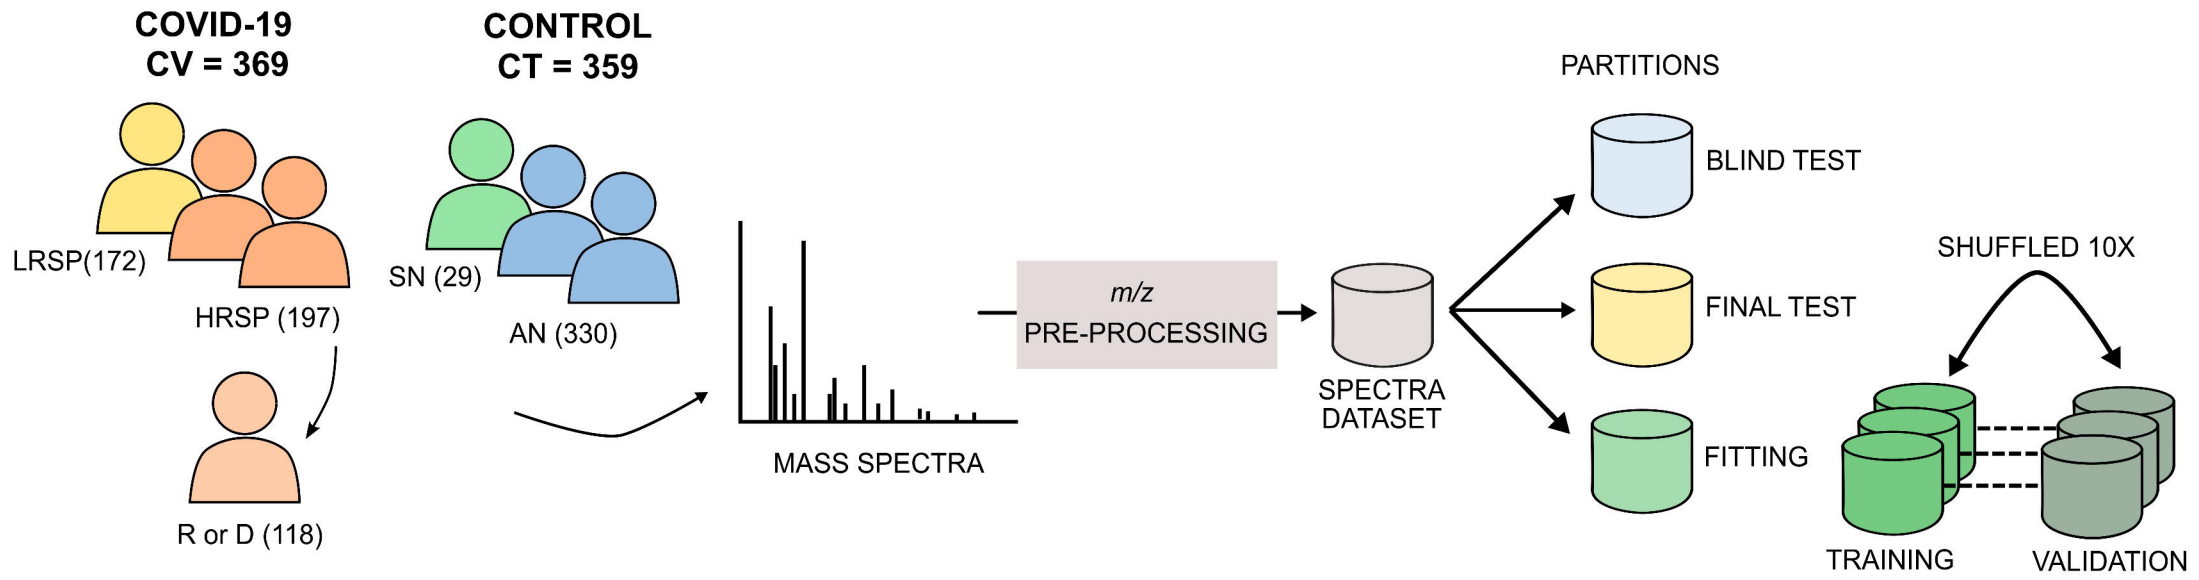 COVID-19
CV = 369
LRSP(172)
HRSP (197)
R or D (118)
CONTROL
CT = 359
SN (29)
AN (330)
MASS SPECTRA
m/z
PRE-PROCESSING
SPECTRA
DATASET
PARTITIONS
BLIND TEST
FINAL TEST
FITTING
SHUFFLED 10X
TRAINING
VALIDATION